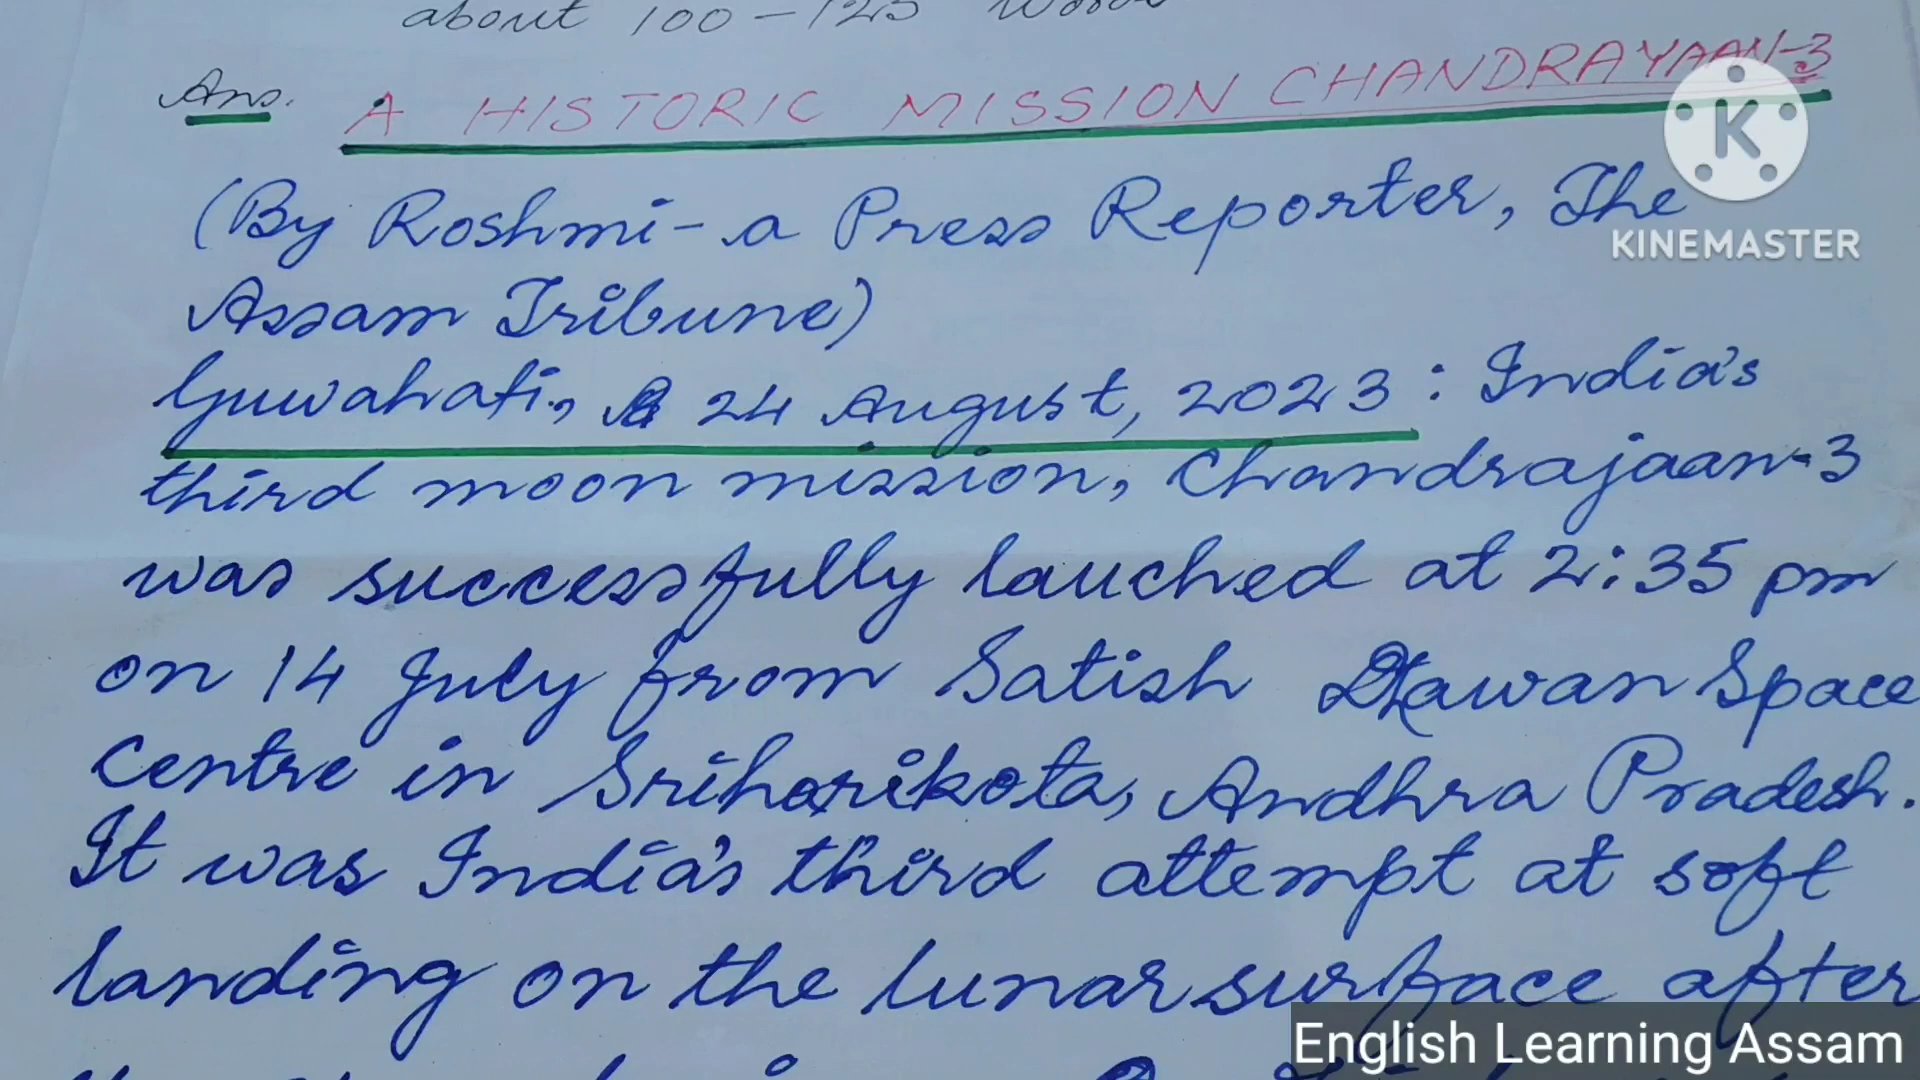 about 100-125 words
Ans. A HISTORIC MISSION CHANDRAYAAN-3
(By Roshmi- a Press Reporter, The
Assam Tribune)
Guwahati, 24 August, 2023: India's
third moon mission, Chandrajaan-3
was successfully lauched at 2:35 pm
on 14 July from Satish Dhawan Space
Centre in Sriharikota, Andhra Pradesh.
It was India's third attempt at soft
landing on the lunar surface after
K
KINEMASTER
English Learning Assam